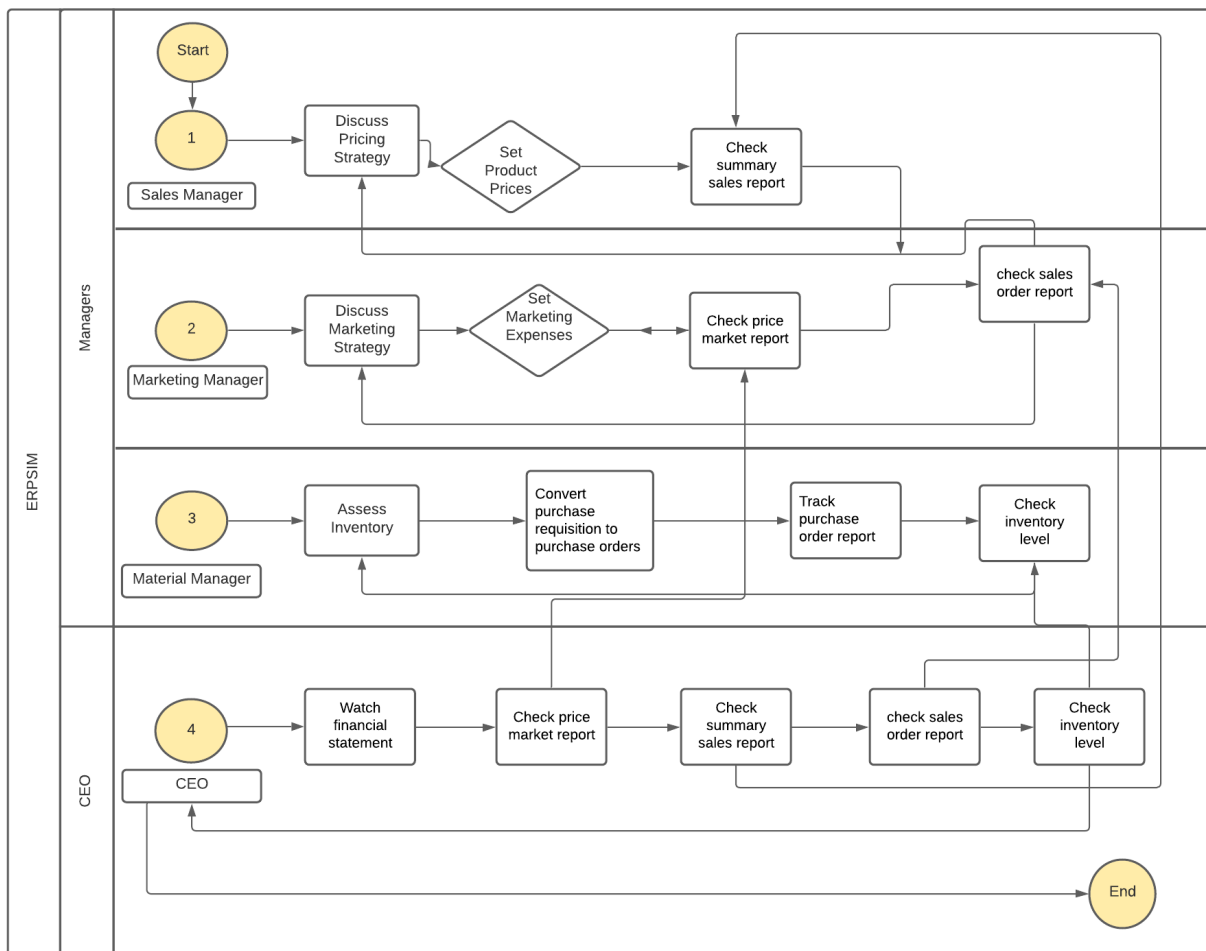 ERPSIM
Managers
CEO
Start
1
Sales Manager
Discuss
Pricing
Strategy
Set
Product
Prices
Check
summary
sales report
2
Marketing Manager
Discuss
Marketing
Strategy
Set
Marketing
Expenses
Check price
market report
check sales
order report
3
Material Manager
Assess
Inventory
Convert
purchase
requisition to
purchase orders
Track
purchase
order report
Check
inventory
level
4
CEO
Watch
financial
statement
Check price
market report
Check
summary
sales report
check sales
order report
Check
inventory
level
End